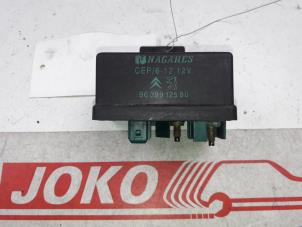 NAGARES
CEP/6-12 12V
96 399 125 80
JOKO